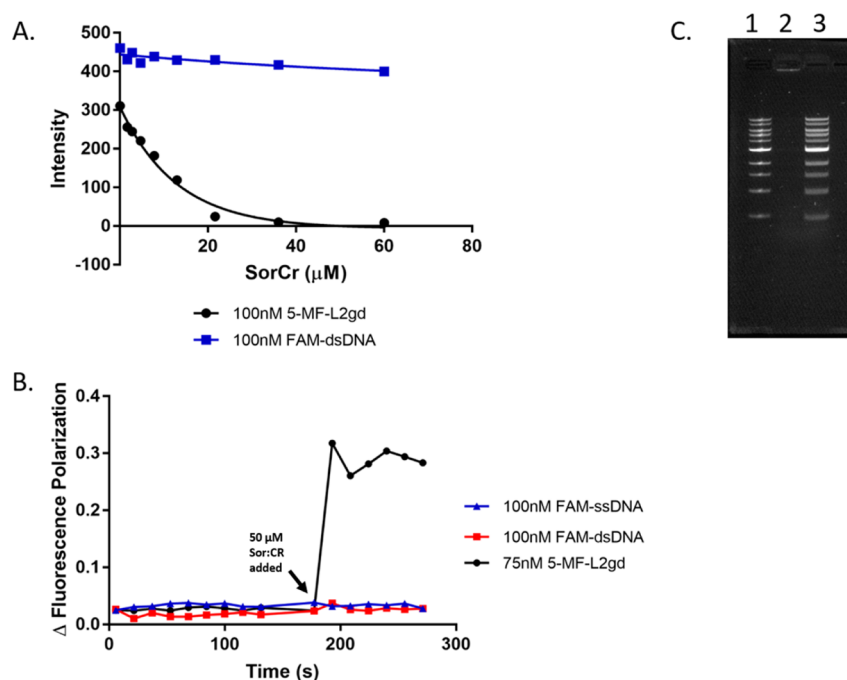 A.
500
400
300
200
100
0
-100
Intensity
0
20
40
60
80
SorCr (μM)
100nM 5-MF-L2gd
100nM FAM-dsDNA
C.
1 2 3
B.
0.4
0.3
0.2
0.1
0.0
Δ Fluorescence Polarization
50 μM
Sor:CR
added
0
100
200
300
Time (s)
100nM FAM-ssDNA
100nM FAM-dsDNA
75nM 5-MF-L2gd